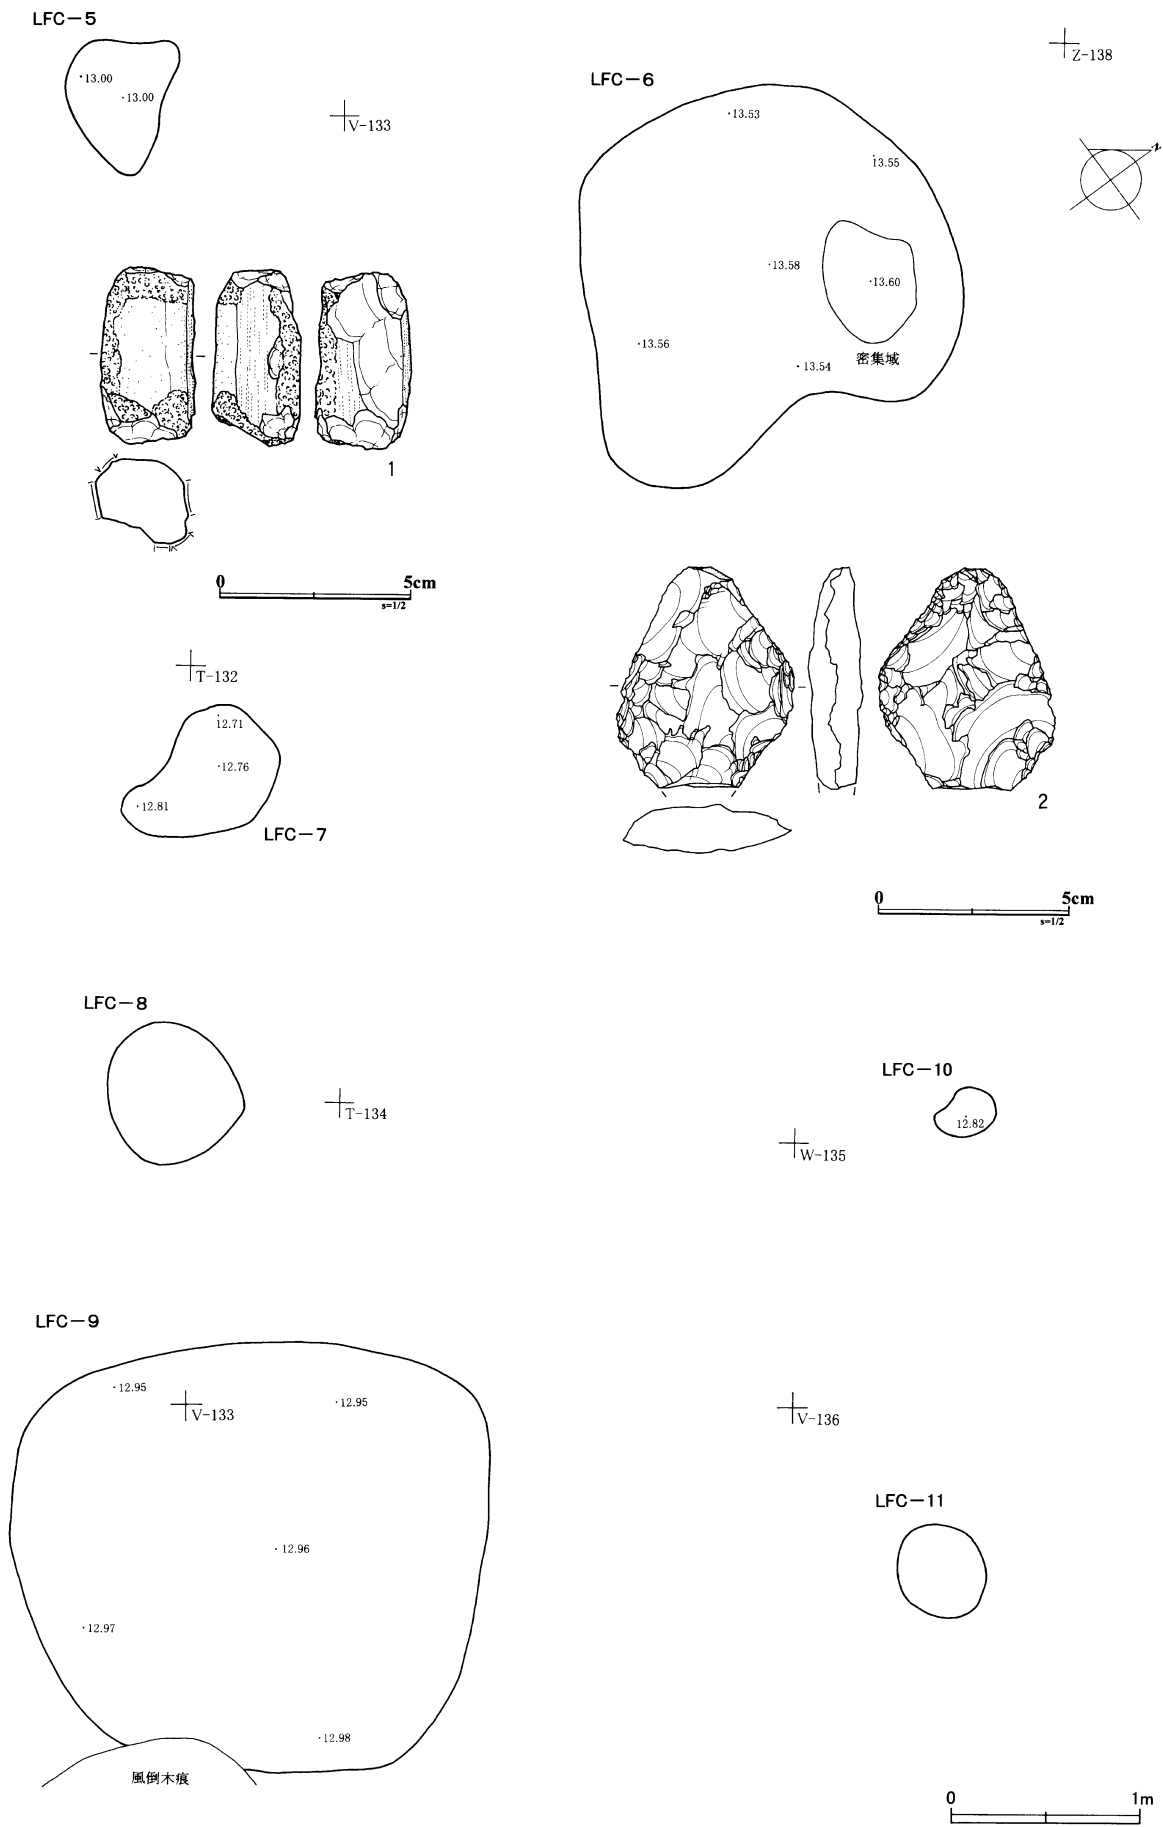 LFC-5
·13.00
·13.00
V-133
LFC-6
Z-138
N
·13.53
13.55
·13.58
·13.60
密集域
·13.56
·13.54
1
0 5cm
s=1/2
T-132
12.71
·12.76
·12.81
LFC-7
2
0 5cm
s=1/2
LFC-8
T-134
LFC-10
12.82
W-135
LFC-9
·12.95
V-133
·12.95
·12.96
·12.97
·12.98
風倒木痕
V-136
LFC-11
0 1m